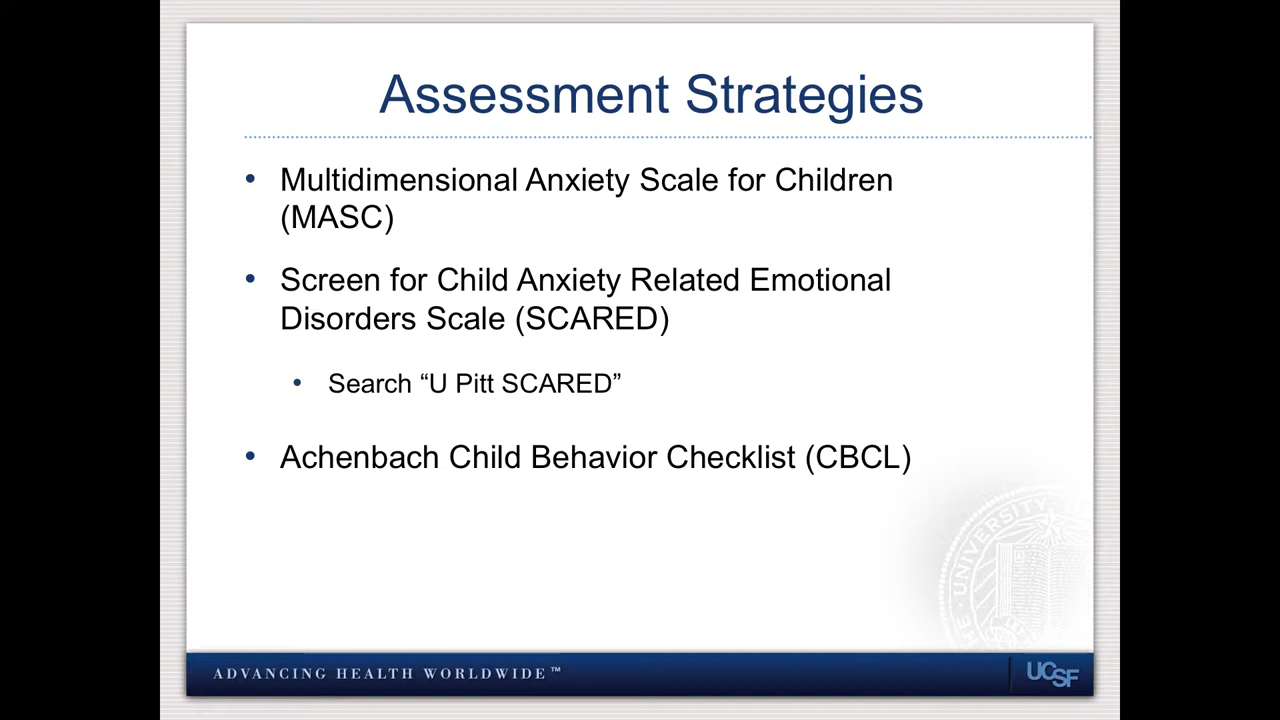 Assessment Strategies
• Multidimensional Anxiety Scale for Children
(MASC)
• Screen for Child Anxiety Related Emotional
Disorders Scale (SCARED)
• Search “U Pitt SCARED”
• Achenbach Child Behavior Checklist (CBCL)
UNIVERSITY
ADVANCING HEALTH WORLDWIDE™
UCSF